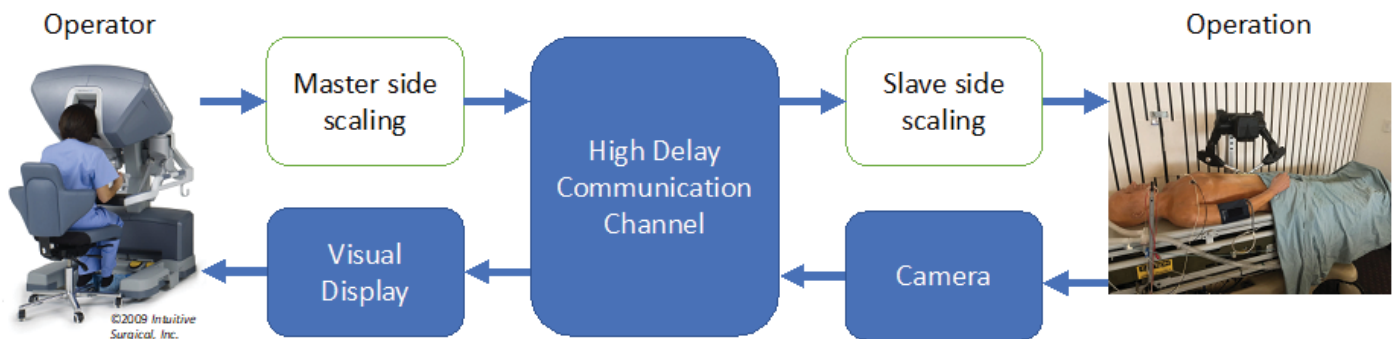 Operator
Operation
Master side
scaling
High Delay
Communication
Channel
Slave side
scaling
Visual
Display
Camera
©2009 Intuitive
Surgical, Inc.